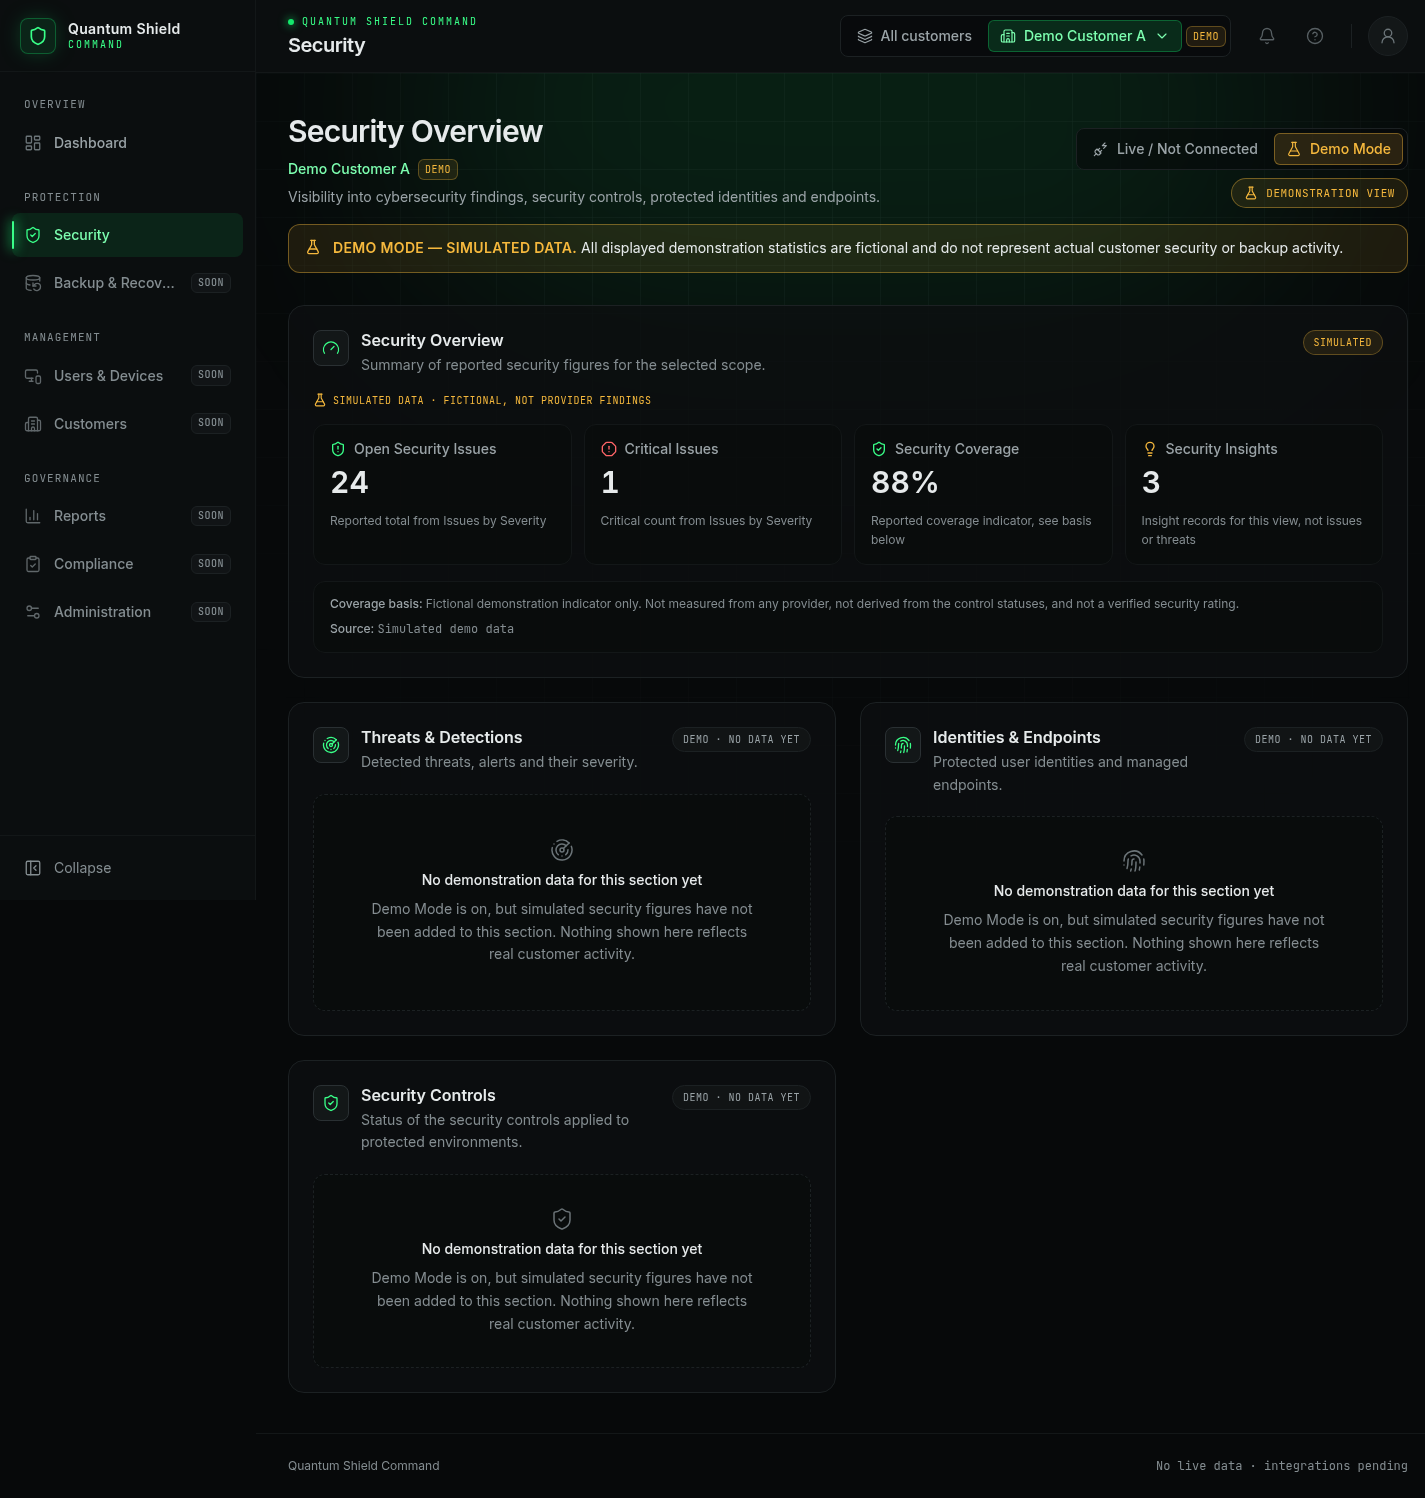 Quantum Shield
COMMAND
OVERVIEW
Dashboard
PROTECTION
Security
Backup & Recov... SOON
MANAGEMENT
Users & Devices SOON
Customers SOON
GOVERNANCE
Reports SOON
Compliance SOON
Administration SOON
Collapse
QUANTUM SHIELD COMMAND
Security
All customers
Demo Customer A
DEMO
Security Overview
Demo Customer A DEMO
Visibility into cybersecurity findings, security controls, protected identities and endpoints.
Live / Not Connected
Demo Mode
DEMONSTRATION VIEW
DEMO MODE — SIMULATED DATA. All displayed demonstration statistics are fictional and do not represent actual customer security or backup activity.
Security Overview
Summary of reported security figures for the selected scope.
SIMULATED
SIMULATED DATA · FICTIONAL, NOT PROVIDER FINDINGS
Open Security Issues
24
Reported total from Issues by Severity
Critical Issues
1
Critical count from Issues by Severity
Security Coverage
88%
Reported coverage indicator, see basis
below
Security Insights
3
Insight records for this view, not issues
or threats
Coverage basis: Fictional demonstration indicator only. Not measured from any provider, not derived from the control statuses, and not a verified security rating.
Source: Simulated demo data
Threats & Detections
Detected threats, alerts and their severity.
DEMO · NO DATA YET
No demonstration data for this section yet
Demo Mode is on, but simulated security figures have not
been added to this section. Nothing shown here reflects
real customer activity.
Identities & Endpoints
Protected user identities and managed
endpoints.
DEMO · NO DATA YET
No demonstration data for this section yet
Demo Mode is on, but simulated security figures have not
been added to this section. Nothing shown here reflects
real customer activity.
Security Controls
Status of the security controls applied to
protected environments.
DEMO · NO DATA YET
No demonstration data for this section yet
Demo Mode is on, but simulated security figures have not
been added to this section. Nothing shown here reflects
real customer activity.
Quantum Shield Command
No live data · integrations pending